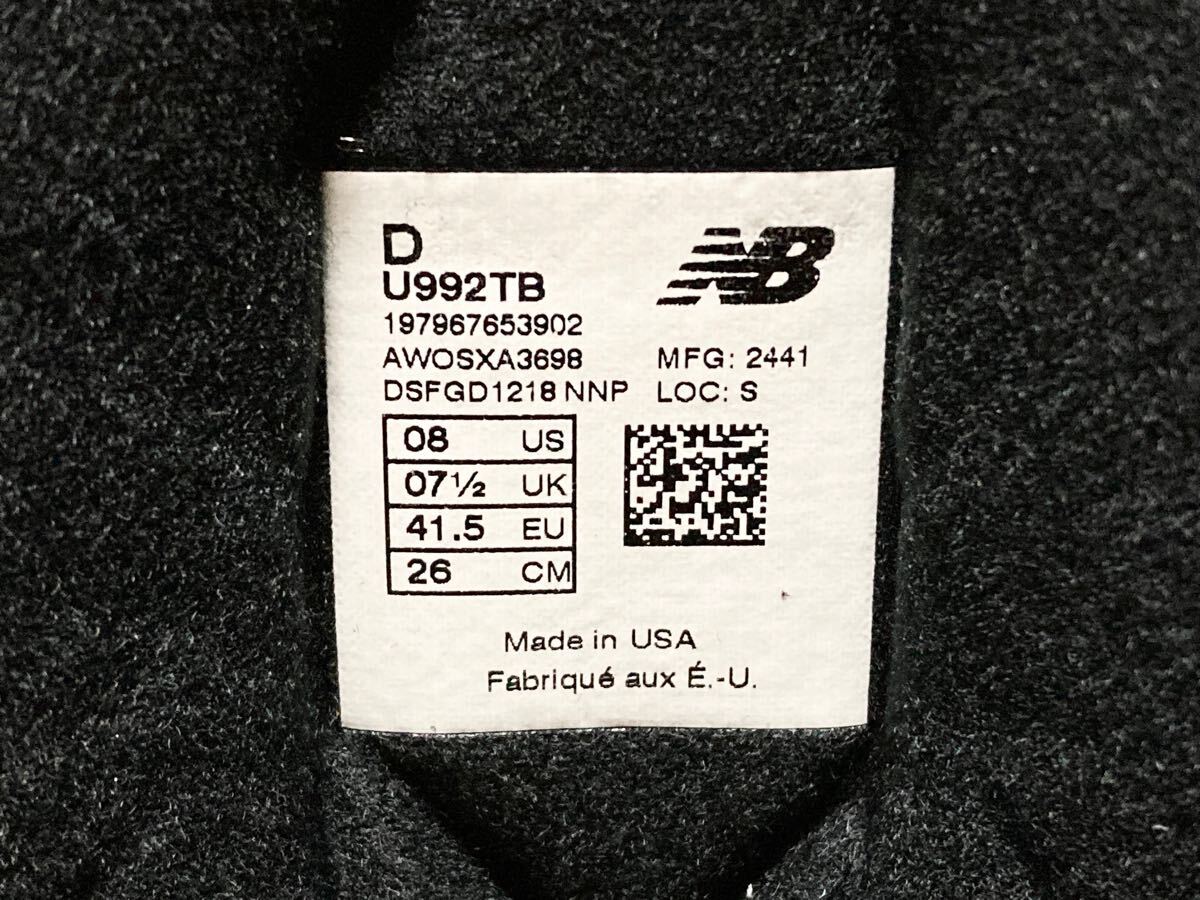 D
NB
U992TB
197967653902
AWOSXA3698 MFG: 2441
DSFGD1218 NNP LOC: S
08 US
07½ UK
41.5 EU
26 CM
Made in USA
Fabriqué aux É.-U.